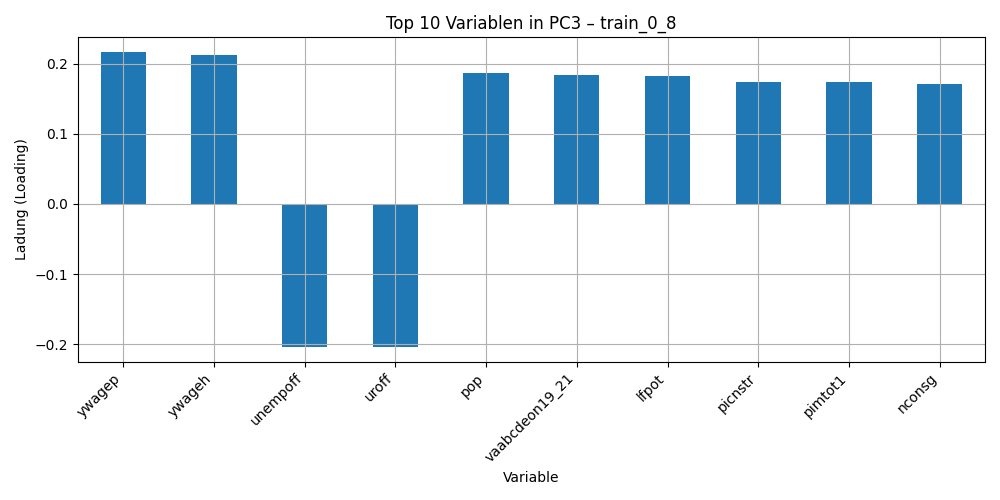 Top 10 Variablen in PC3 – train_0_8
Ladung (Loading)
0.2
0.1
0.0
−0.1
−0.2
ywagep
ywageh
unempoff
uroff
pop
vaabcdeon19_21
lfpot
picnstr
pimtot1
nconsg
Variable